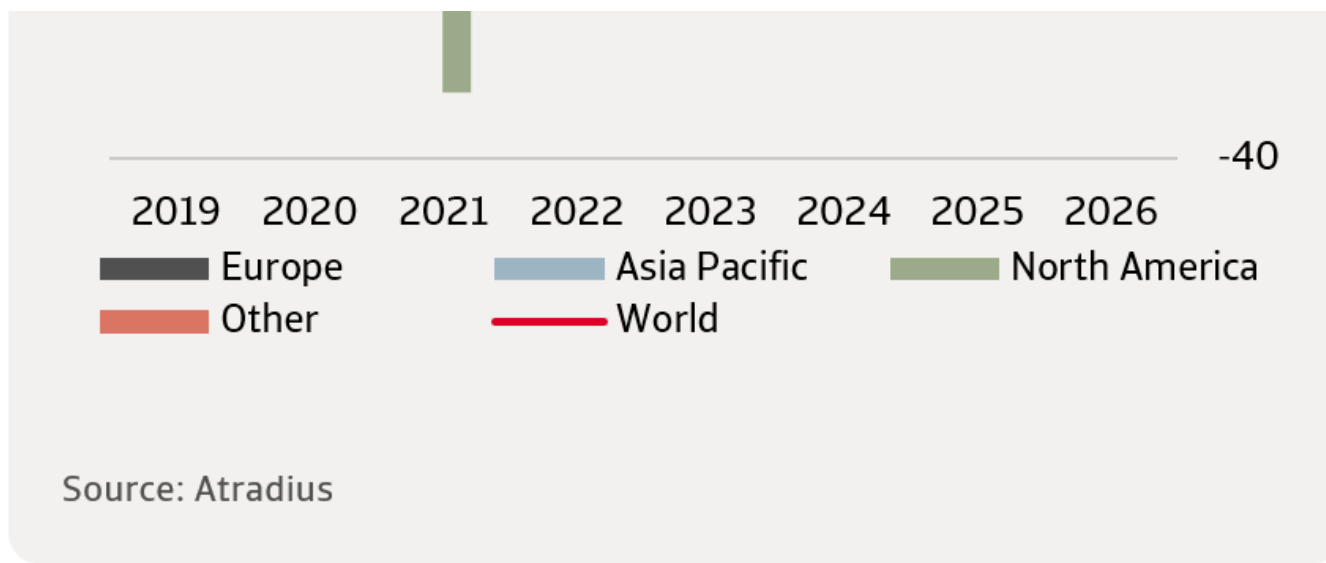 -40
2019 2020 2021 2022 2023 2024 2025 2026
Europe Asia Pacific North America
Other World
Source: Atradius